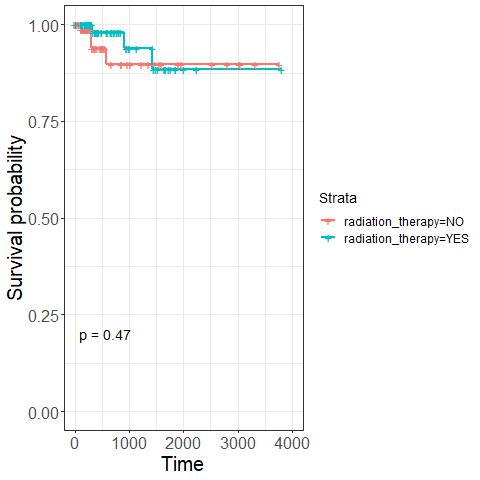 1.00
0.75
0.50
0.25
0.00
Survival probability
p = 0.47
0 1000 2000 3000 4000
Time
Strata
radiation_therapy=NO
radiation_therapy=YES